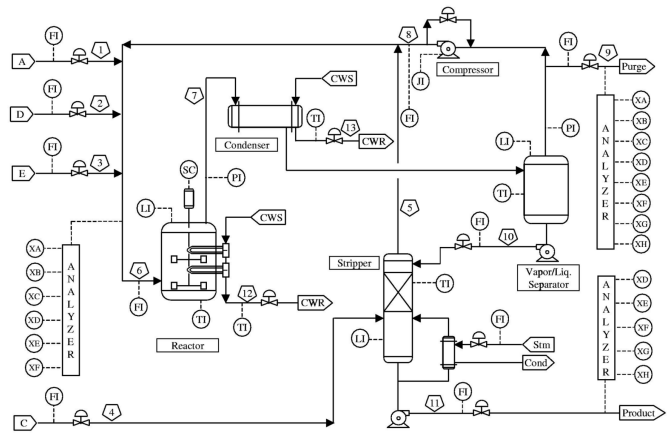 FI
1
A
FI
2
D
FI
3
E
7
CWS
TI
13
CWR
Condenser
SC
PI
LI
CWS
6
FI
TI
12
TI
CWR
Reactor
XA
XB
XC
XD
XE
XF
ANALYZER
FI
4
C
8
FI
JI
Compressor
5
FI
9
Purge
LI
PI
TI
FI
10
Vapor/Liq.
Separator
XA
XB
XC
XD
XE
XF
XG
XH
ANALYZER
Stripper
TI
LI
FI
Stm
Cond
XD
XE
XF
XG
XH
ANALYZER
11
FI
Product